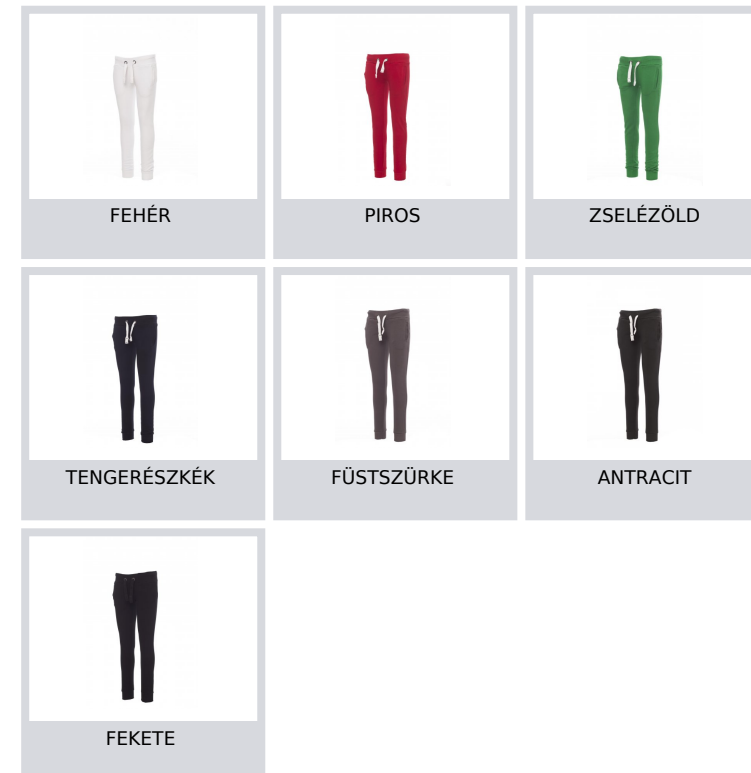 FEHÉR
PIROS
ZSELÉZÖLD
TENGERÉSZKÉK
FÜSTSZÜRKE
ANTRACIT
FEKETE